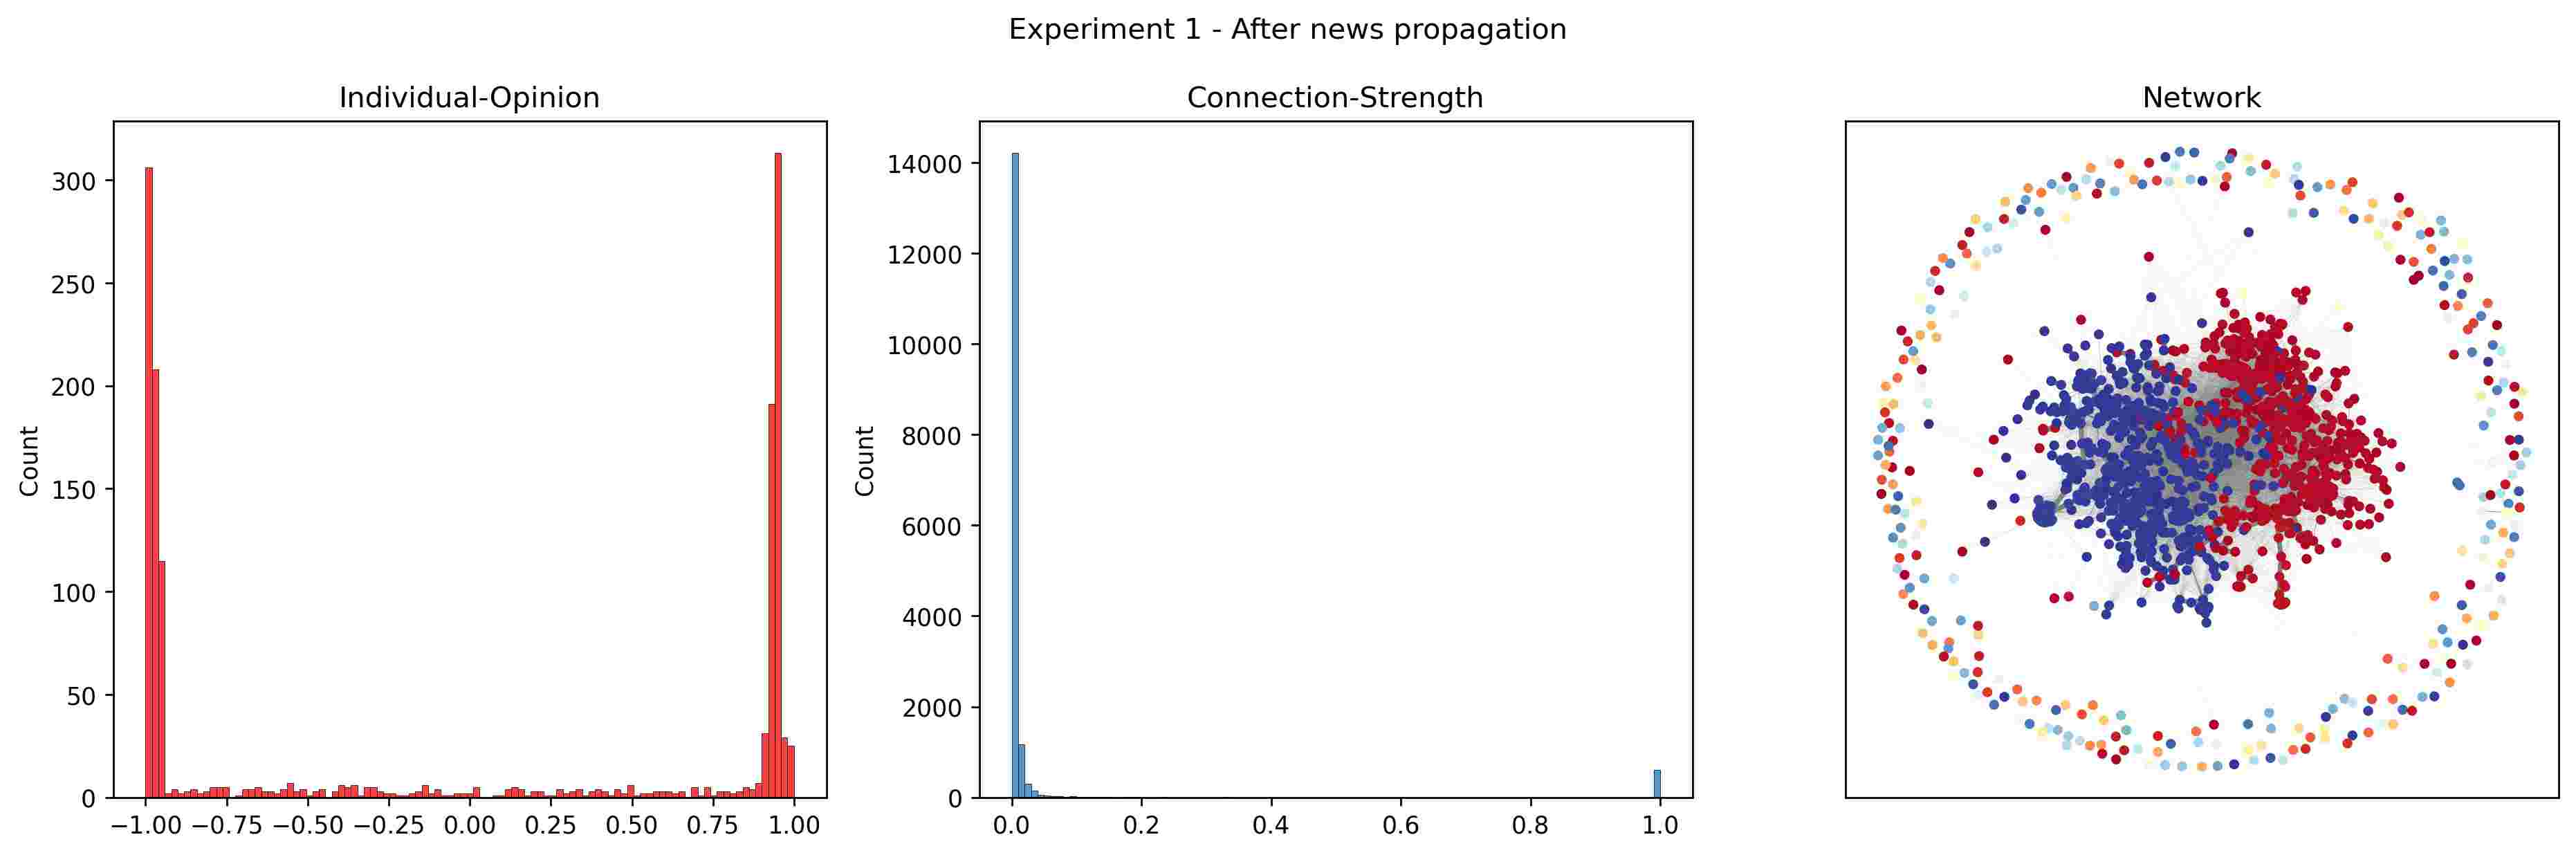 Experiment 1 - After news propagation
Individual-Opinion
Count
300
250
200
150
100
50
0
−1.00 −0.75 −0.50 −0.25 0.00 0.25 0.50 0.75 1.00
Connection-Strength
Count
14000
12000
10000
8000
6000
4000
2000
0
0.0 0.2 0.4 0.6 0.8 1.0
Network